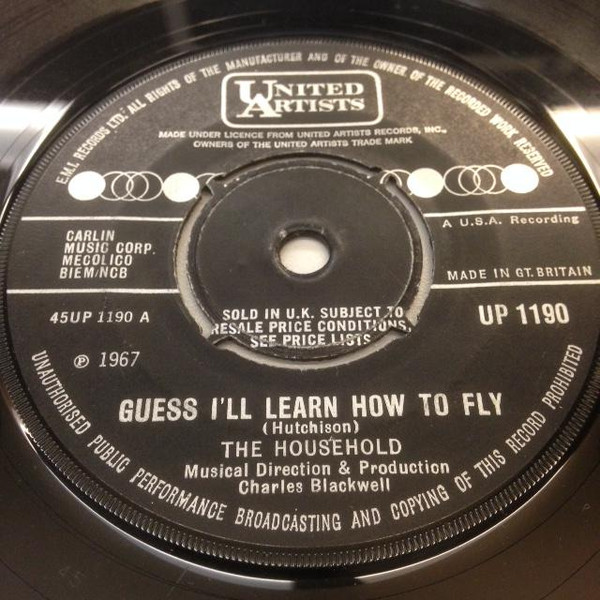 E.M.I. RECORDS LTD. ALL RIGHTS OF THE MANUFACTURER AND OF THE OWNER OF THE RECORDED WORK RESERVED
UNITED
ARTISTS
MADE UNDER LICENCE FROM UNITED ARTISTS RECORDS, INC.,
OWNERS OF THE UNITED ARTISTS TRADE MARK
A U.S.A. Recording
CARLIN
MUSIC CORP.
MECOLICO
BIEM/NCB
MADE IN GT. BRITAIN
45UP 1190 A
SOLD IN U.K. SUBJECT TO
RESALE PRICE CONDITIONS,
SEE PRICE LISTS
UP 1190
℗ 1967
GUESS I'LL LEARN HOW TO FLY
(Hutchison)
THE HOUSEHOLD
Musical Direction & Production
Charles Blackwell
UNAUTHORISED PUBLIC PERFORMANCE BROADCASTING AND COPYING OF THIS RECORD PROHIBITED